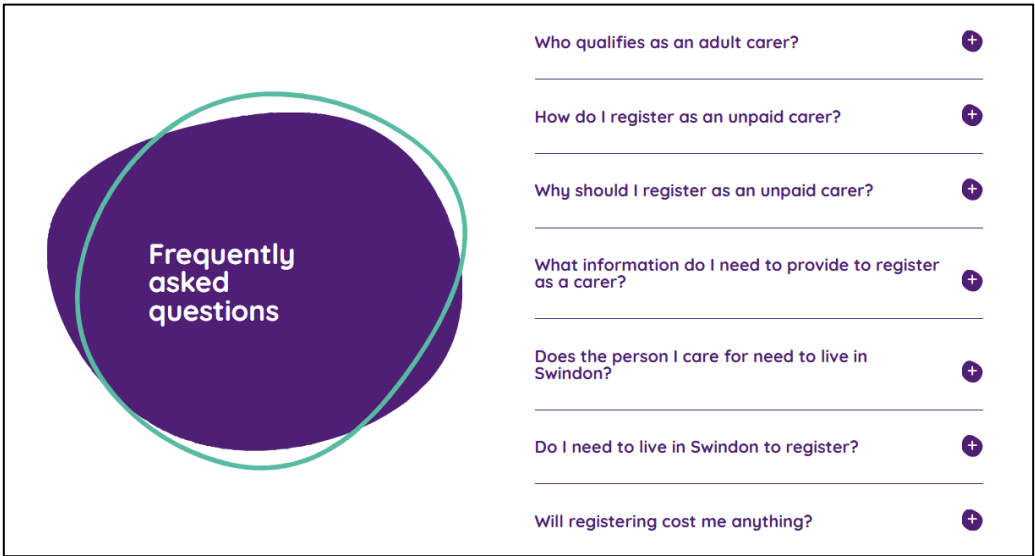 Frequently
asked
questions
Who qualifies as an adult carer?
How do I register as an unpaid carer?
Why should I register as an unpaid carer?
What information do I need to provide to register
as a carer?
Does the person I care for need to live in
Swindon?
Do I need to live in Swindon to register?
Will registering cost me anything?